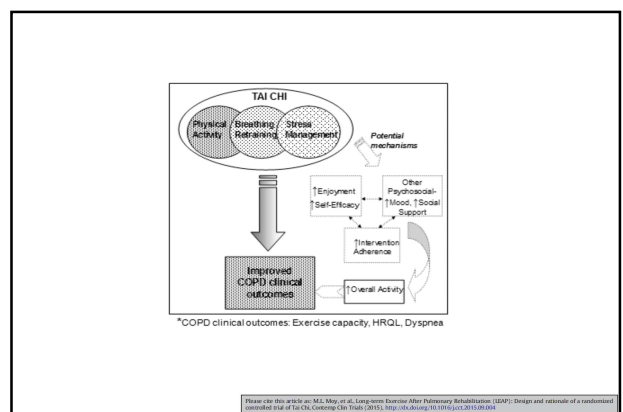 TAI CHI
Physical Activity
Breathing Retraining
Stress Management
Potential
mechanisms
↑Enjoyment
↑Self-Efficacy
Other
Psychosocial-
↑Mood, ↑Social
Support
↑Intervention
Adherence
Improved
COPD clinical
outcomes
↑Overall Activity
*COPD clinical outcomes: Exercise capacity, HRQL, Dyspnea
Please cite this article as: M.L. Moy, et al., Long-term Exercise After Pulmonary Rehabilitation (LEAP): Design and rationale of a randomized
controlled trial of Tai Chi, Contemp Clin Trials (2015), http://dx.doi.org/10.1016/j.cct.2015.09.004